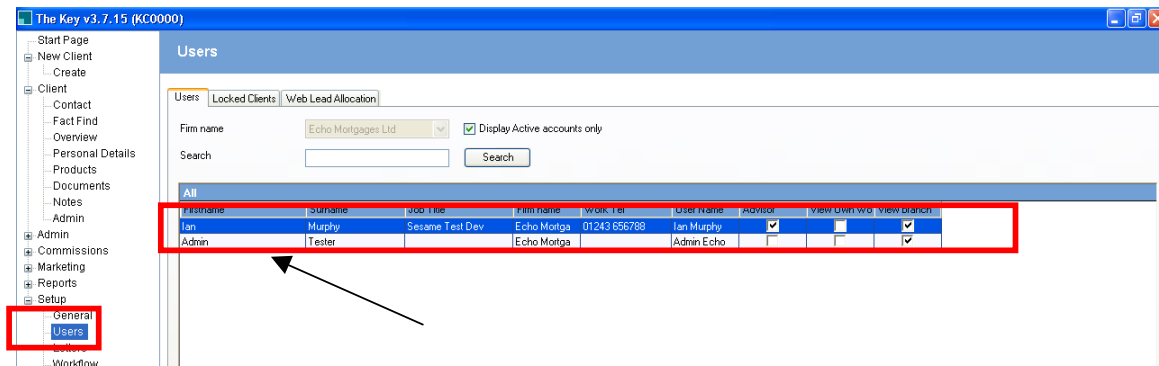 The Key v3.7.15 (KC0000)
Start Page
New Client
Create
Client
Contact
Fact Find
Overview
Personal Details
Products
Documents
Notes
Admin
Admin
Commissions
Marketing
Reports
Setup
General
Users
Letters
Workflow
Users
Users Locked Clients Web Lead Allocation
Firm name Echo Mortgages Ltd Display Active accounts only
Search Search
All
Firstname Surname Job Title Firm name Work Tel User Name Advisor View Own Wo View Branch
Ian Murphy Sesame Test Dev Echo Mortga 01243 656788 Ian Murphy
Admin Tester Echo Mortga Admin Echo